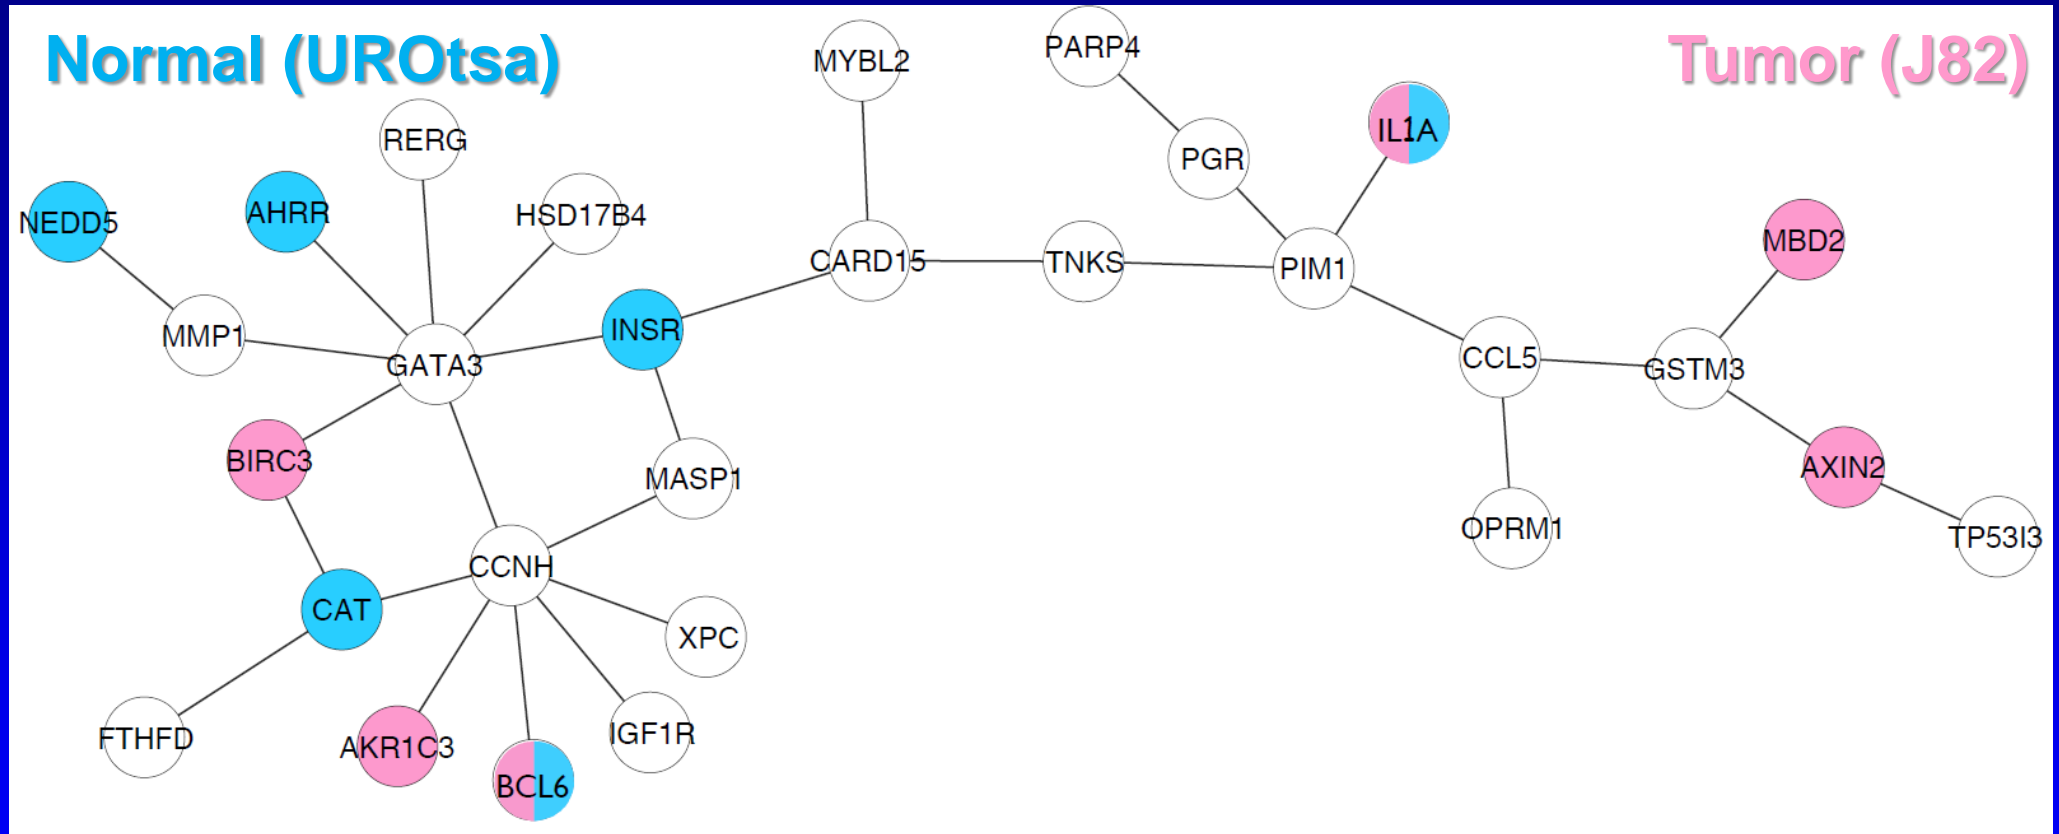 Normal (UROtsa)
Tumor (J82)
MYBL2
PARP4
IL1A
RERG
PGR
NEDD5
AHRR
HSD17B4
MBD2
CARD15
TNKS
PIM1
MMP1
INSR
GATA3
CCL5
GSTM3
BIRC3
MASP1
AXIN2
OPRM1
TP53I3
CCNH
CAT
XPC
FTHFD
AKR1C3
IGF1R
BCL6